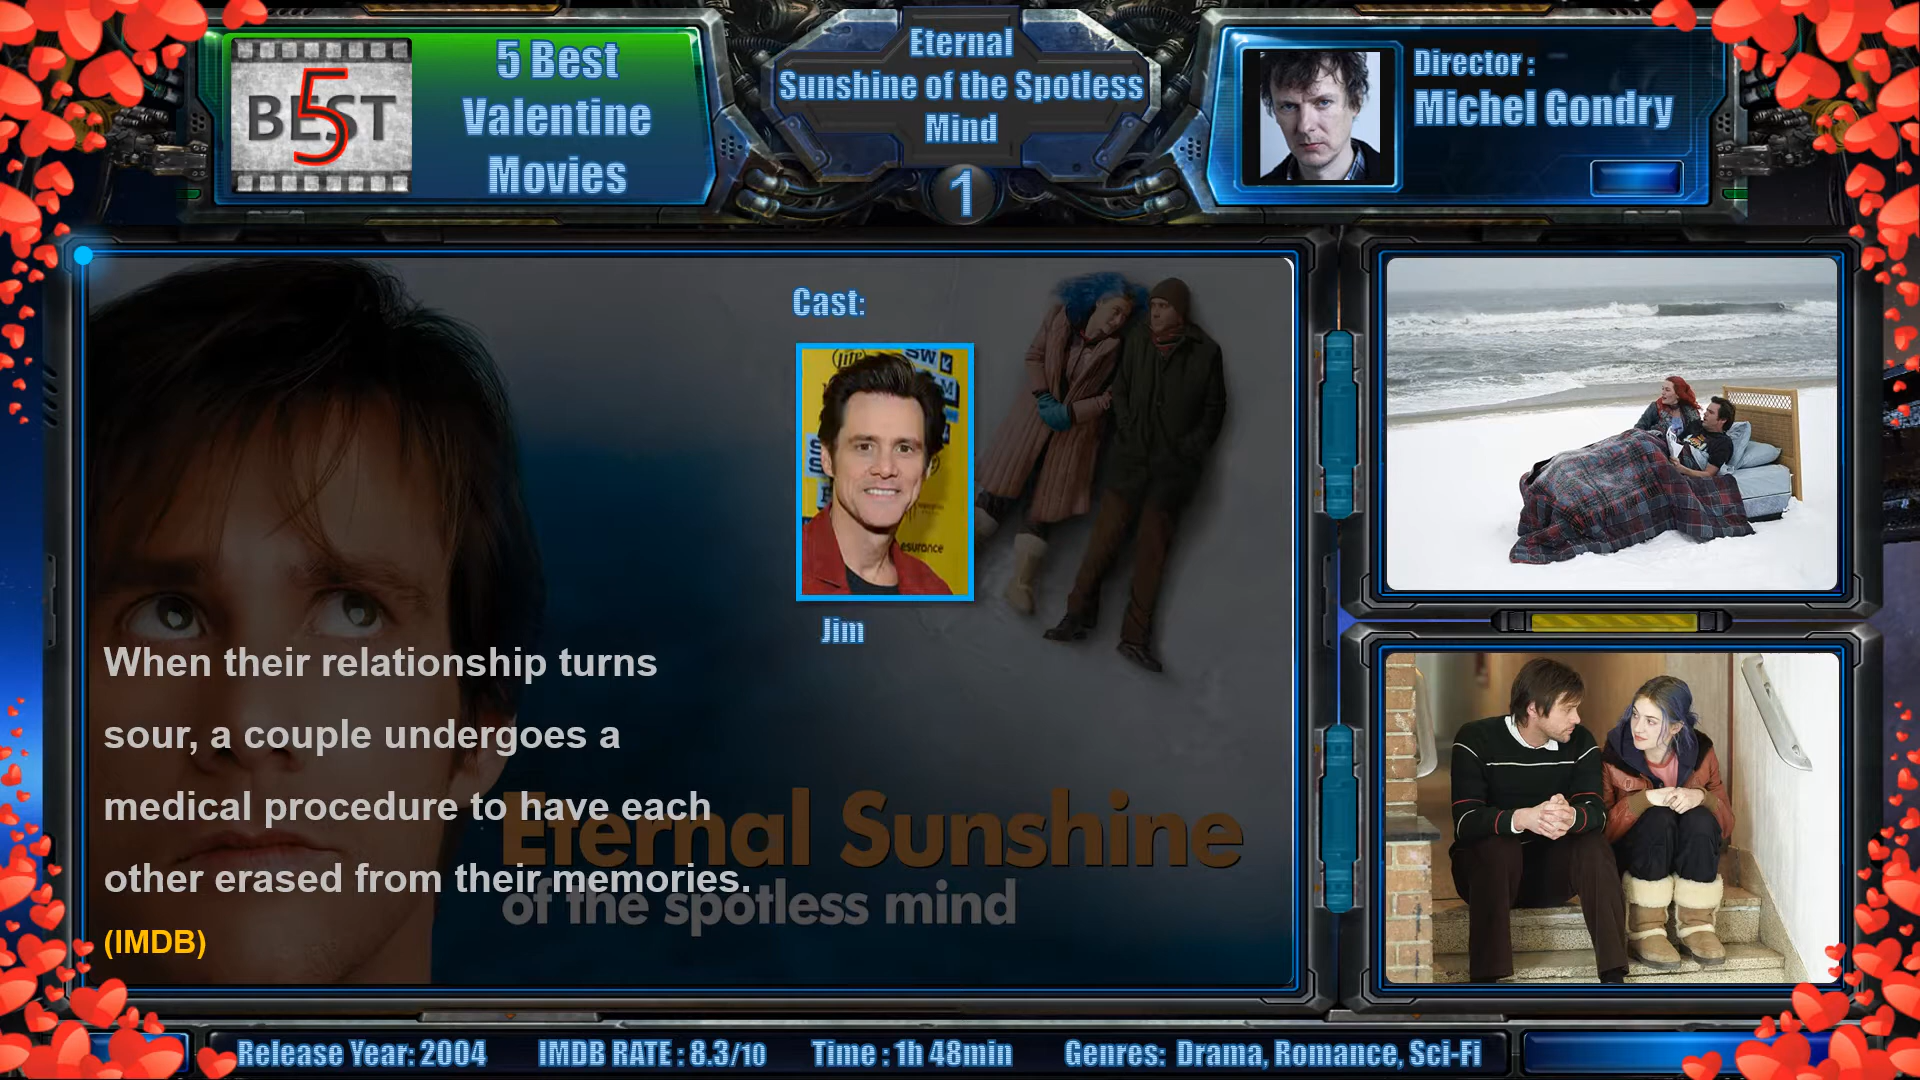 BEST
5
5 Best
Valentine
Movies
Eternal
Sunshine of the Spotless
Mind
1
Director :
Michel Gondry
Cast:
lite
SW
esurance
Jim
When their relationship turns
sour, a couple undergoes a
medical procedure to have each
other erased from their memories.
(IMDB)
Eternal Sunshine
of the spotless mind
Release Year: 2004
IMDB RATE : 8.3/10
Time : 1h 48min
Genres: Drama, Romance, Sci-Fi